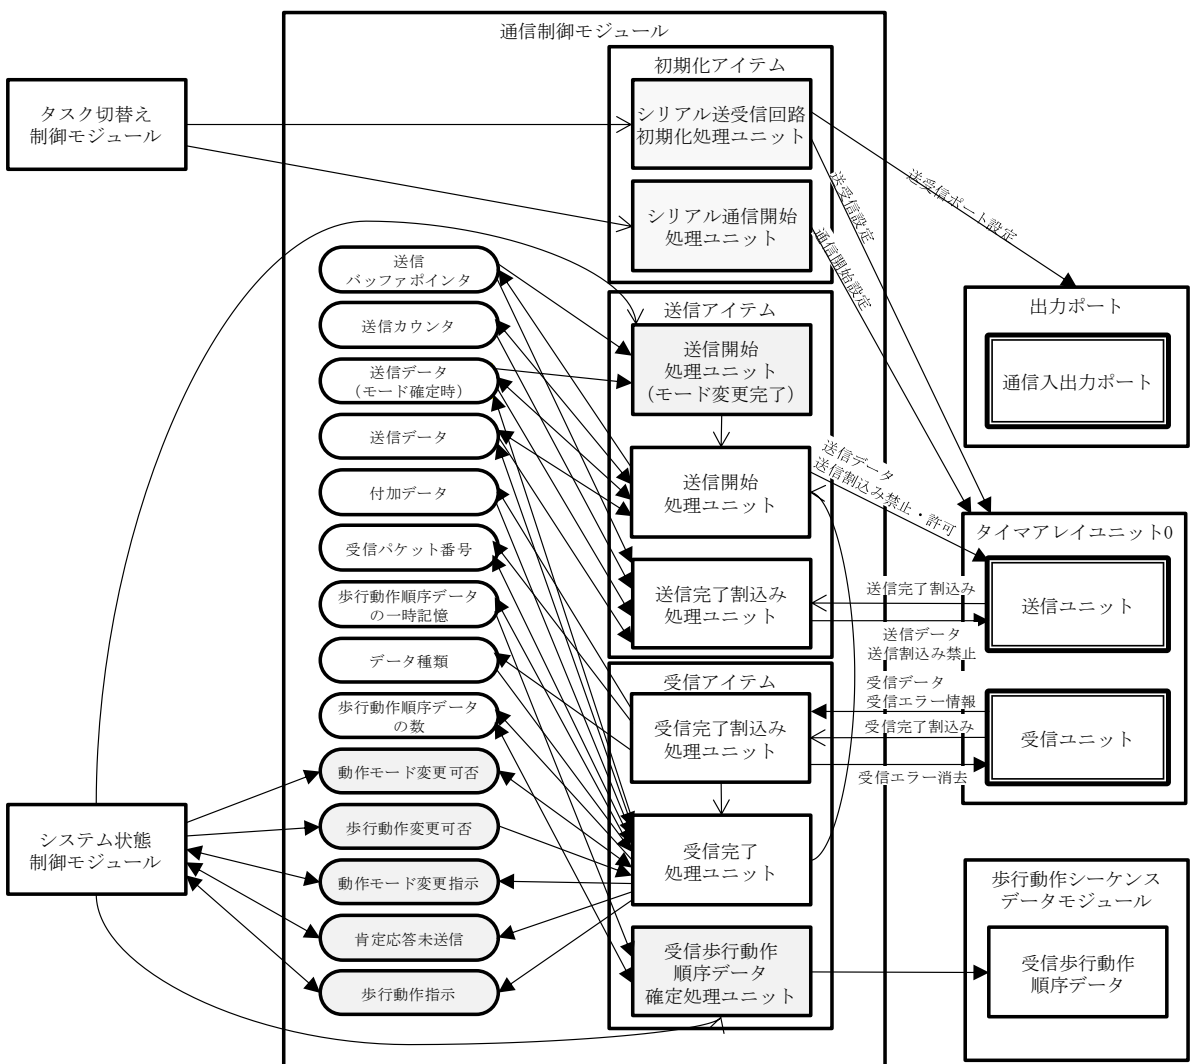 通信制御モジュール
初期化アイテム
タスク切替え
制御モジュール
シリアル送受信回路
初期化処理ユニット
シリアル通信開始
処理ユニット
送受信設定
通信開始設定
送受信ポート設定
出力ポート
通信入出力ポート
送信
バッファポインタ
送信カウンタ
送信データ
（モード確定時）
送信データ
付加データ
受信パケット番号
歩行動作順序データ
の一時記憶
データ種類
歩行動作順序データ
の数
動作モード変更可否
歩行動作変更可否
動作モード変更指示
肯定応答未送信
歩行動作指示
送信アイテム
送信開始
処理ユニット
（モード変更完了）
送信開始
処理ユニット
送信完了割込み
処理ユニット
送信データ
送信割込み禁止・許可
タイマアレイユニット0
送信完了割込み
送信ユニット
送信データ
送信割込み禁止
受信アイテム
受信データ
受信エラー情報
受信完了割込み
受信完了割込み
処理ユニット
受信ユニット
受信エラー消去
システム状態
制御モジュール
受信完了
処理ユニット
受信歩行動作
順序データ
確定処理ユニット
歩行動作シーケンス
データモジュール
受信歩行動作
順序データ